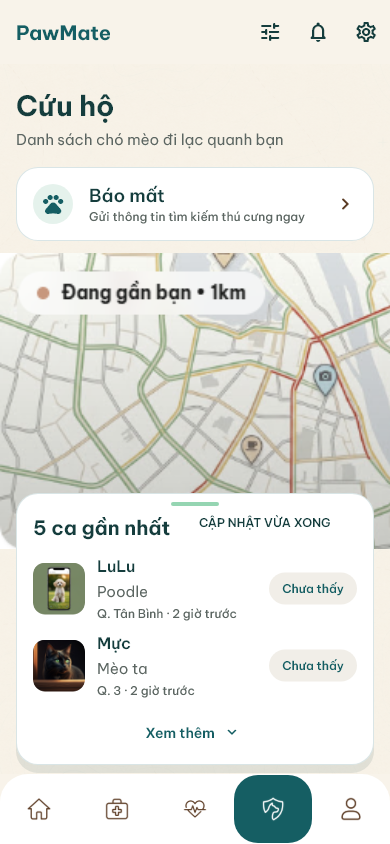 PawMate
Cứu hộ
Danh sách chó mèo đi lạc quanh bạn
Báo mất
Gửi thông tin tìm kiếm thú cưng ngay
Đang gần bạn • 1km
5 ca gần nhất
CẬP NHẬT VỪA XONG
LuLu
Poodle
Q. Tân Bình · 2 giờ trước
Chưa thấy
Mực
Mèo ta
Q. 3 · 2 giờ trước
Chưa thấy
Xem thêm